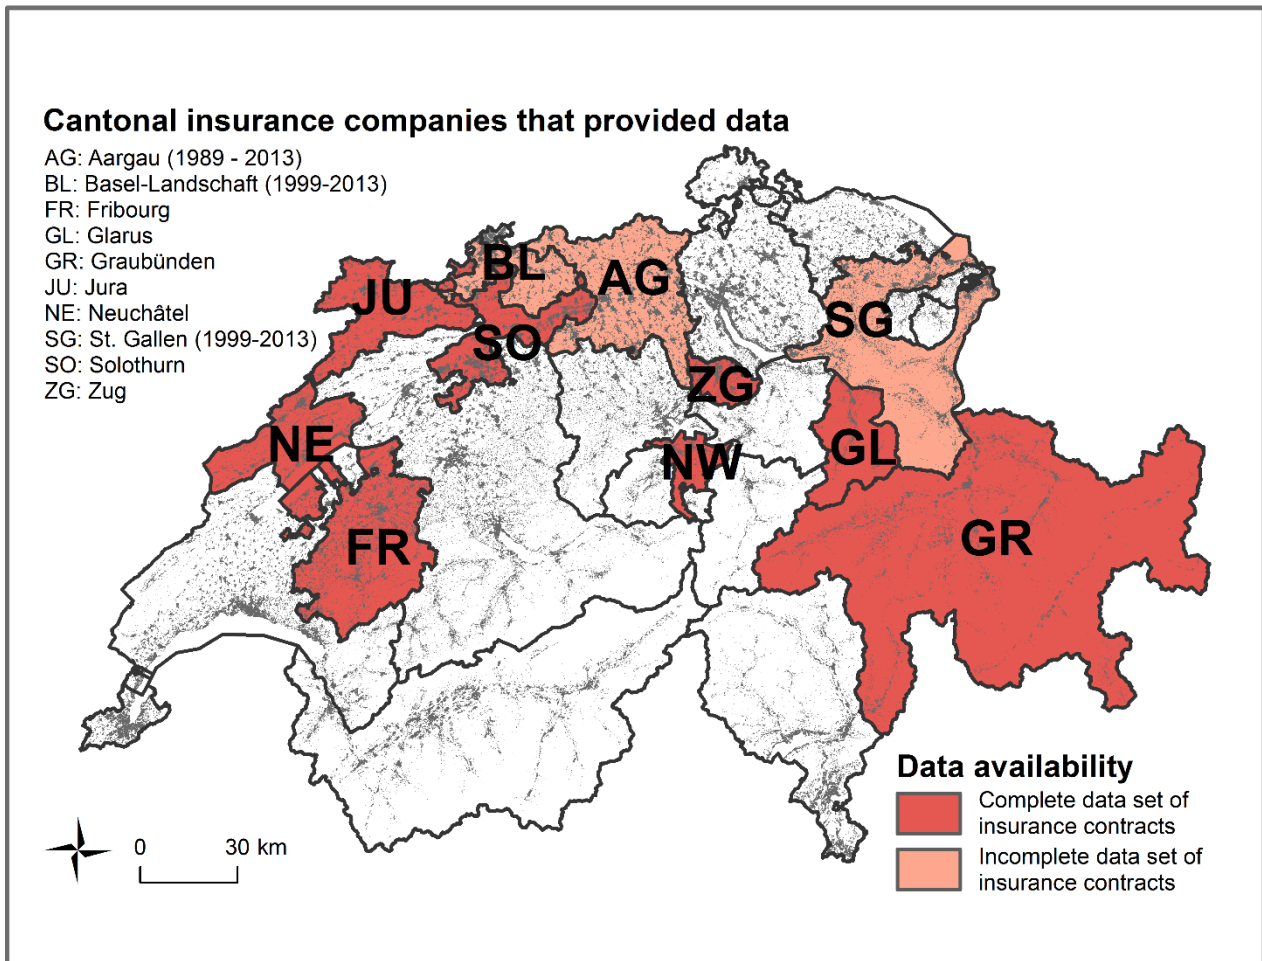 Cantonal insurance companies that provided data
AG: Aargau (1989 - 2013)
BL: Basel-Landschaft (1999-2013)
FR: Fribourg
GL: Glarus
GR: Graubünden
JU: Jura
NE: Neuchâtel
SG: St. Gallen (1999-2013)
SO: Solothurn
ZG: Zug
BL
AG
JU
SO
SG
ZG
NE
NW
GL
FR
GR
Data availability
Complete data set of
insurance contracts
Incomplete data set of
insurance contracts
0 30 km